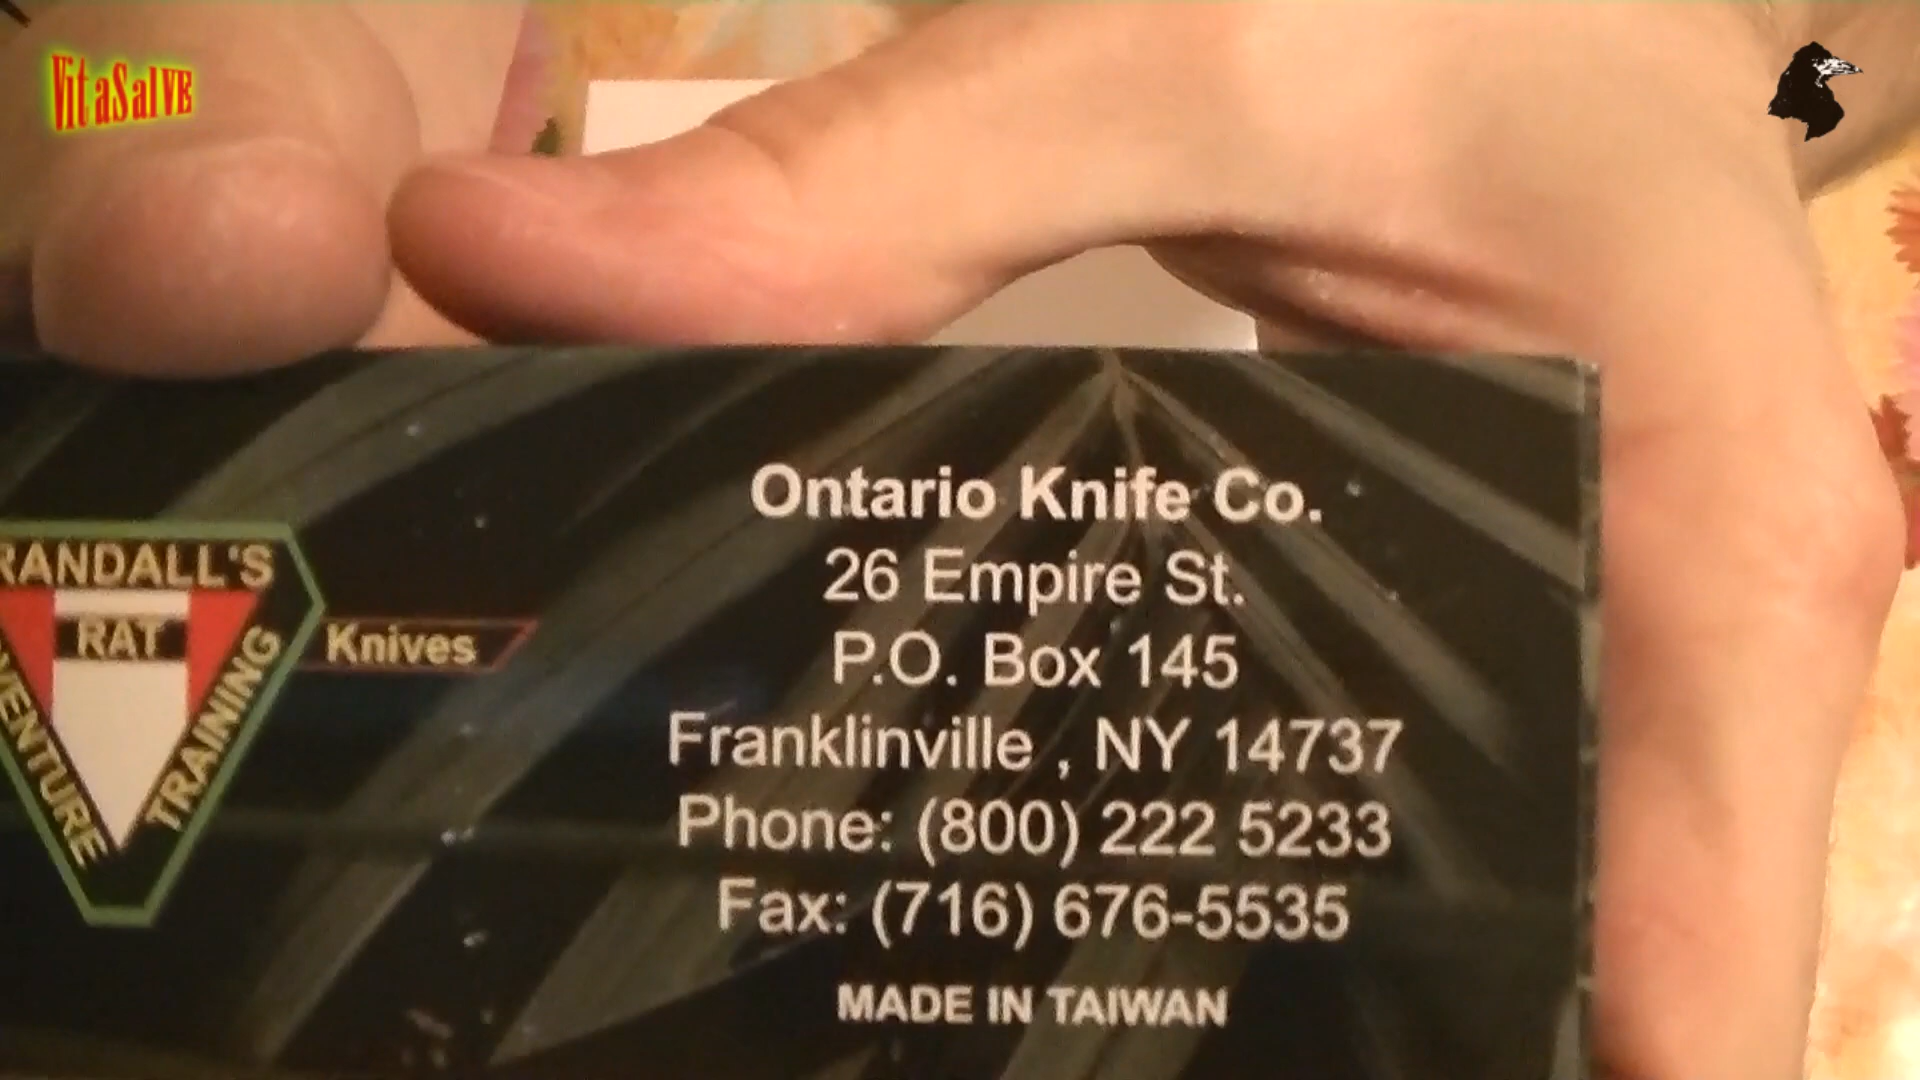 VitaSalVB
RANDALL'S
RAT
Knives
TRAINING
Ontario Knife Co.
26 Empire St.
P.O. Box 145
Franklinville , NY 14737
Phone: (800) 222 5233
Fax: (716) 676-5535
MADE IN TAIWAN